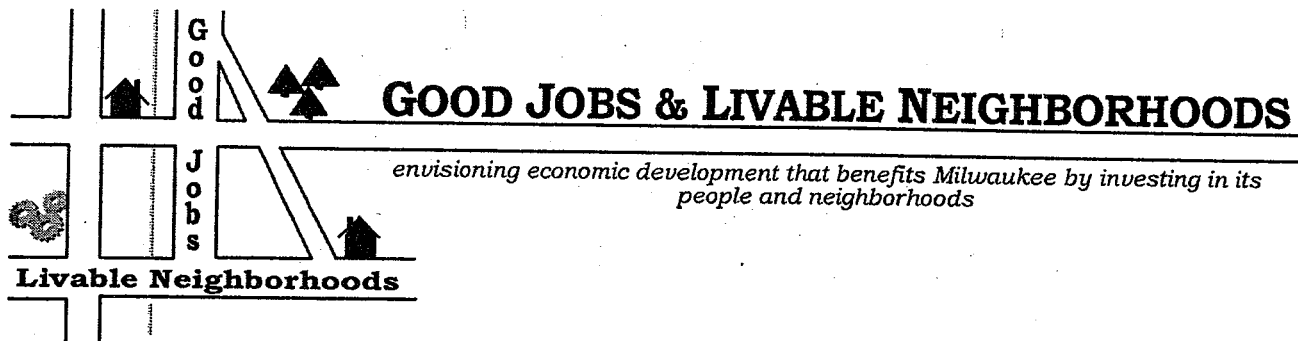 Good
Jobs
GOOD JOBS & LIVABLE NEIGHBORHOODS
envisioning economic development that benefits Milwaukee by investing in its
people and neighborhoods
Livable Neighborhoods